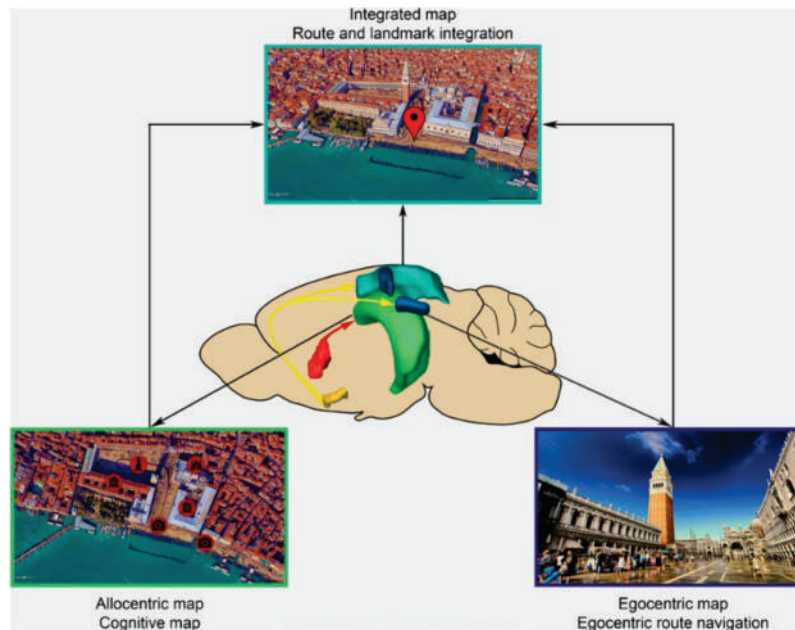 Integrated map
Route and landmark integration
Allocentric map
Cognitive map
Egocentric map
Egocentric route navigation